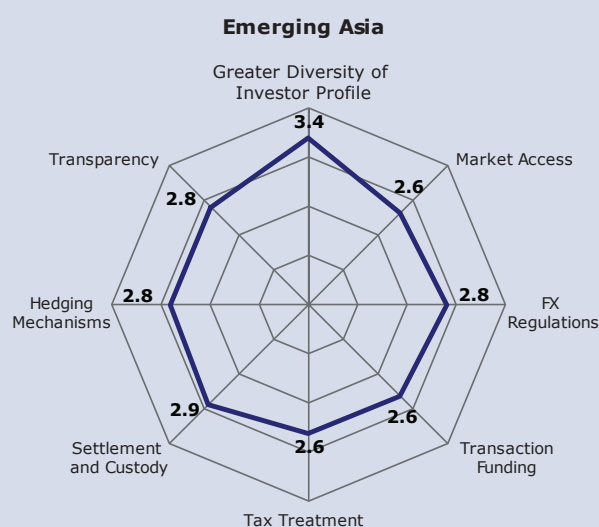 Emerging Asia
Greater Diversity of
Investor Profile
3.4
Transparency
Market Access
2.8
2.6
Hedging
Mechanisms
2.8
2.8
FX
Regulations
2.9
2.6
Settlement
and Custody
2.6
Transaction
Funding
Tax Treatment